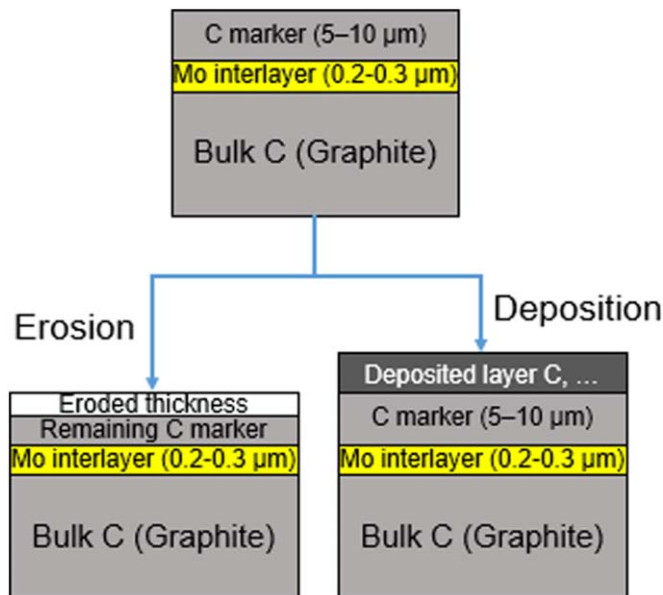 C marker (5–10 µm)
Mo interlayer (0.2-0.3 µm)
Bulk C (Graphite)
Erosion
Deposition
Eroded thickness
Remaining C marker
Mo interlayer (0.2-0.3 µm)
Bulk C (Graphite)
Deposited layer C, ...
C marker (5–10 µm)
Mo interlayer (0.2-0.3 µm)
Bulk C (Graphite)